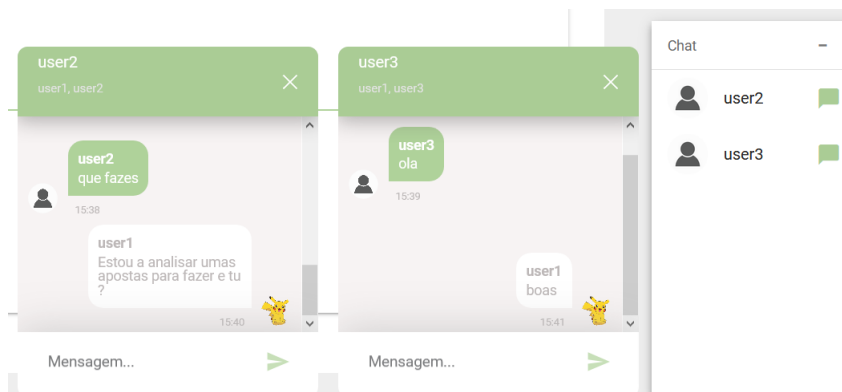 user2
user1, user2
user2
que fazes
15:38
user1
Estou a analisar umas
apostas para fazer e tu
?
15:40
Mensagem...
user3
user1, user3
user3
ola
15:39
user1
boas
15:41
Mensagem...
Chat
user2
user3